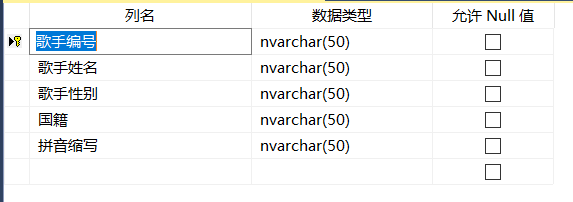 列名 数据类型 允许 Null 值
歌手编号 nvarchar(50)
歌手姓名 nvarchar(50)
歌手性别 nvarchar(50)
国籍 nvarchar(50)
拼音缩写 nvarchar(50)